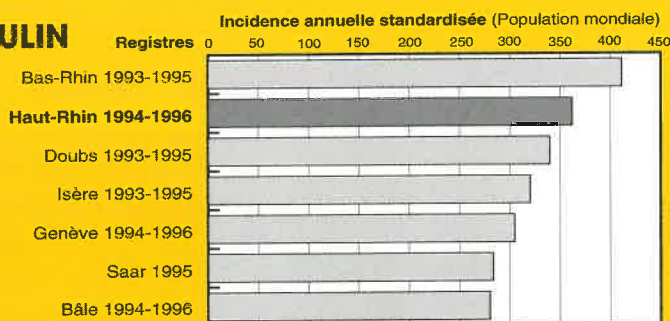 Incidence annuelle standardisée (Population mondiale)
ULIN
Registres 0 50 100 150 200 250 300 350 400 450
Bas-Rhin 1993-1995
Haut-Rhin 1994-1996
Doubs 1993-1995
Isère 1993-1995
Genève 1994-1996
Saar 1995
Bâle 1994-1996